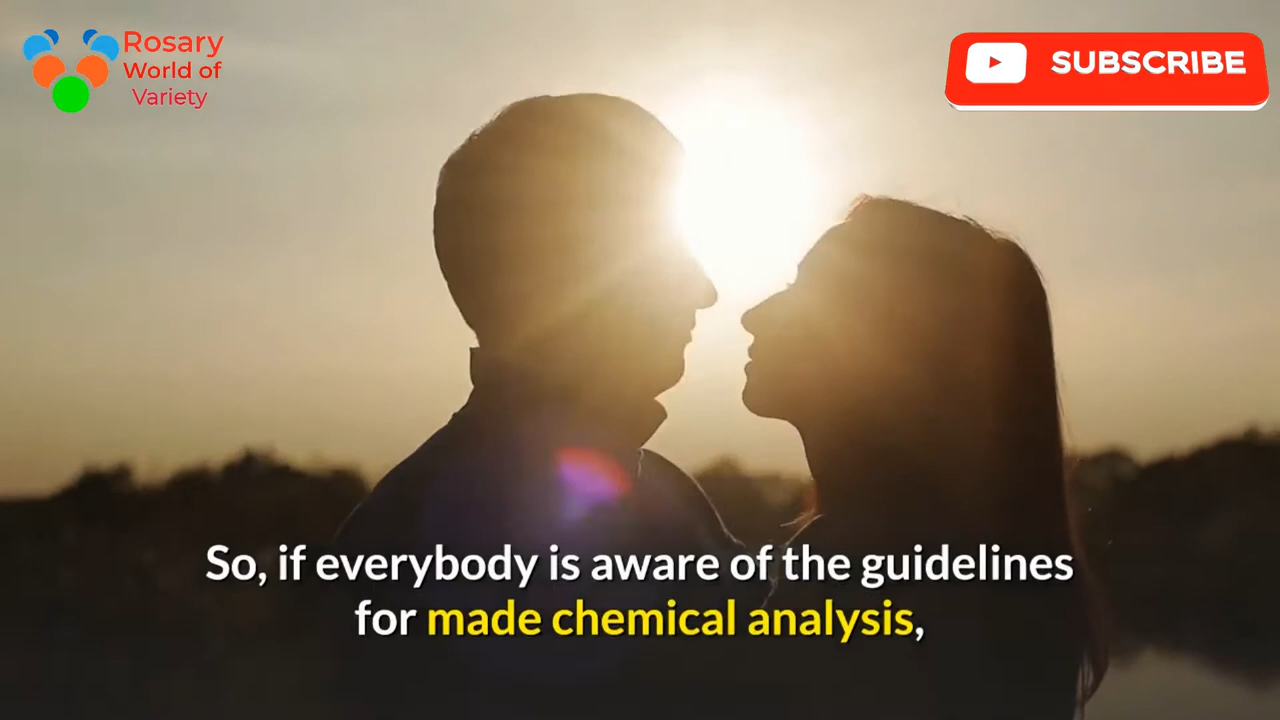 Rosary
World of
Variety
SUBSCRIBE
So, if everybody is aware of the guidelines
for made chemical analysis,